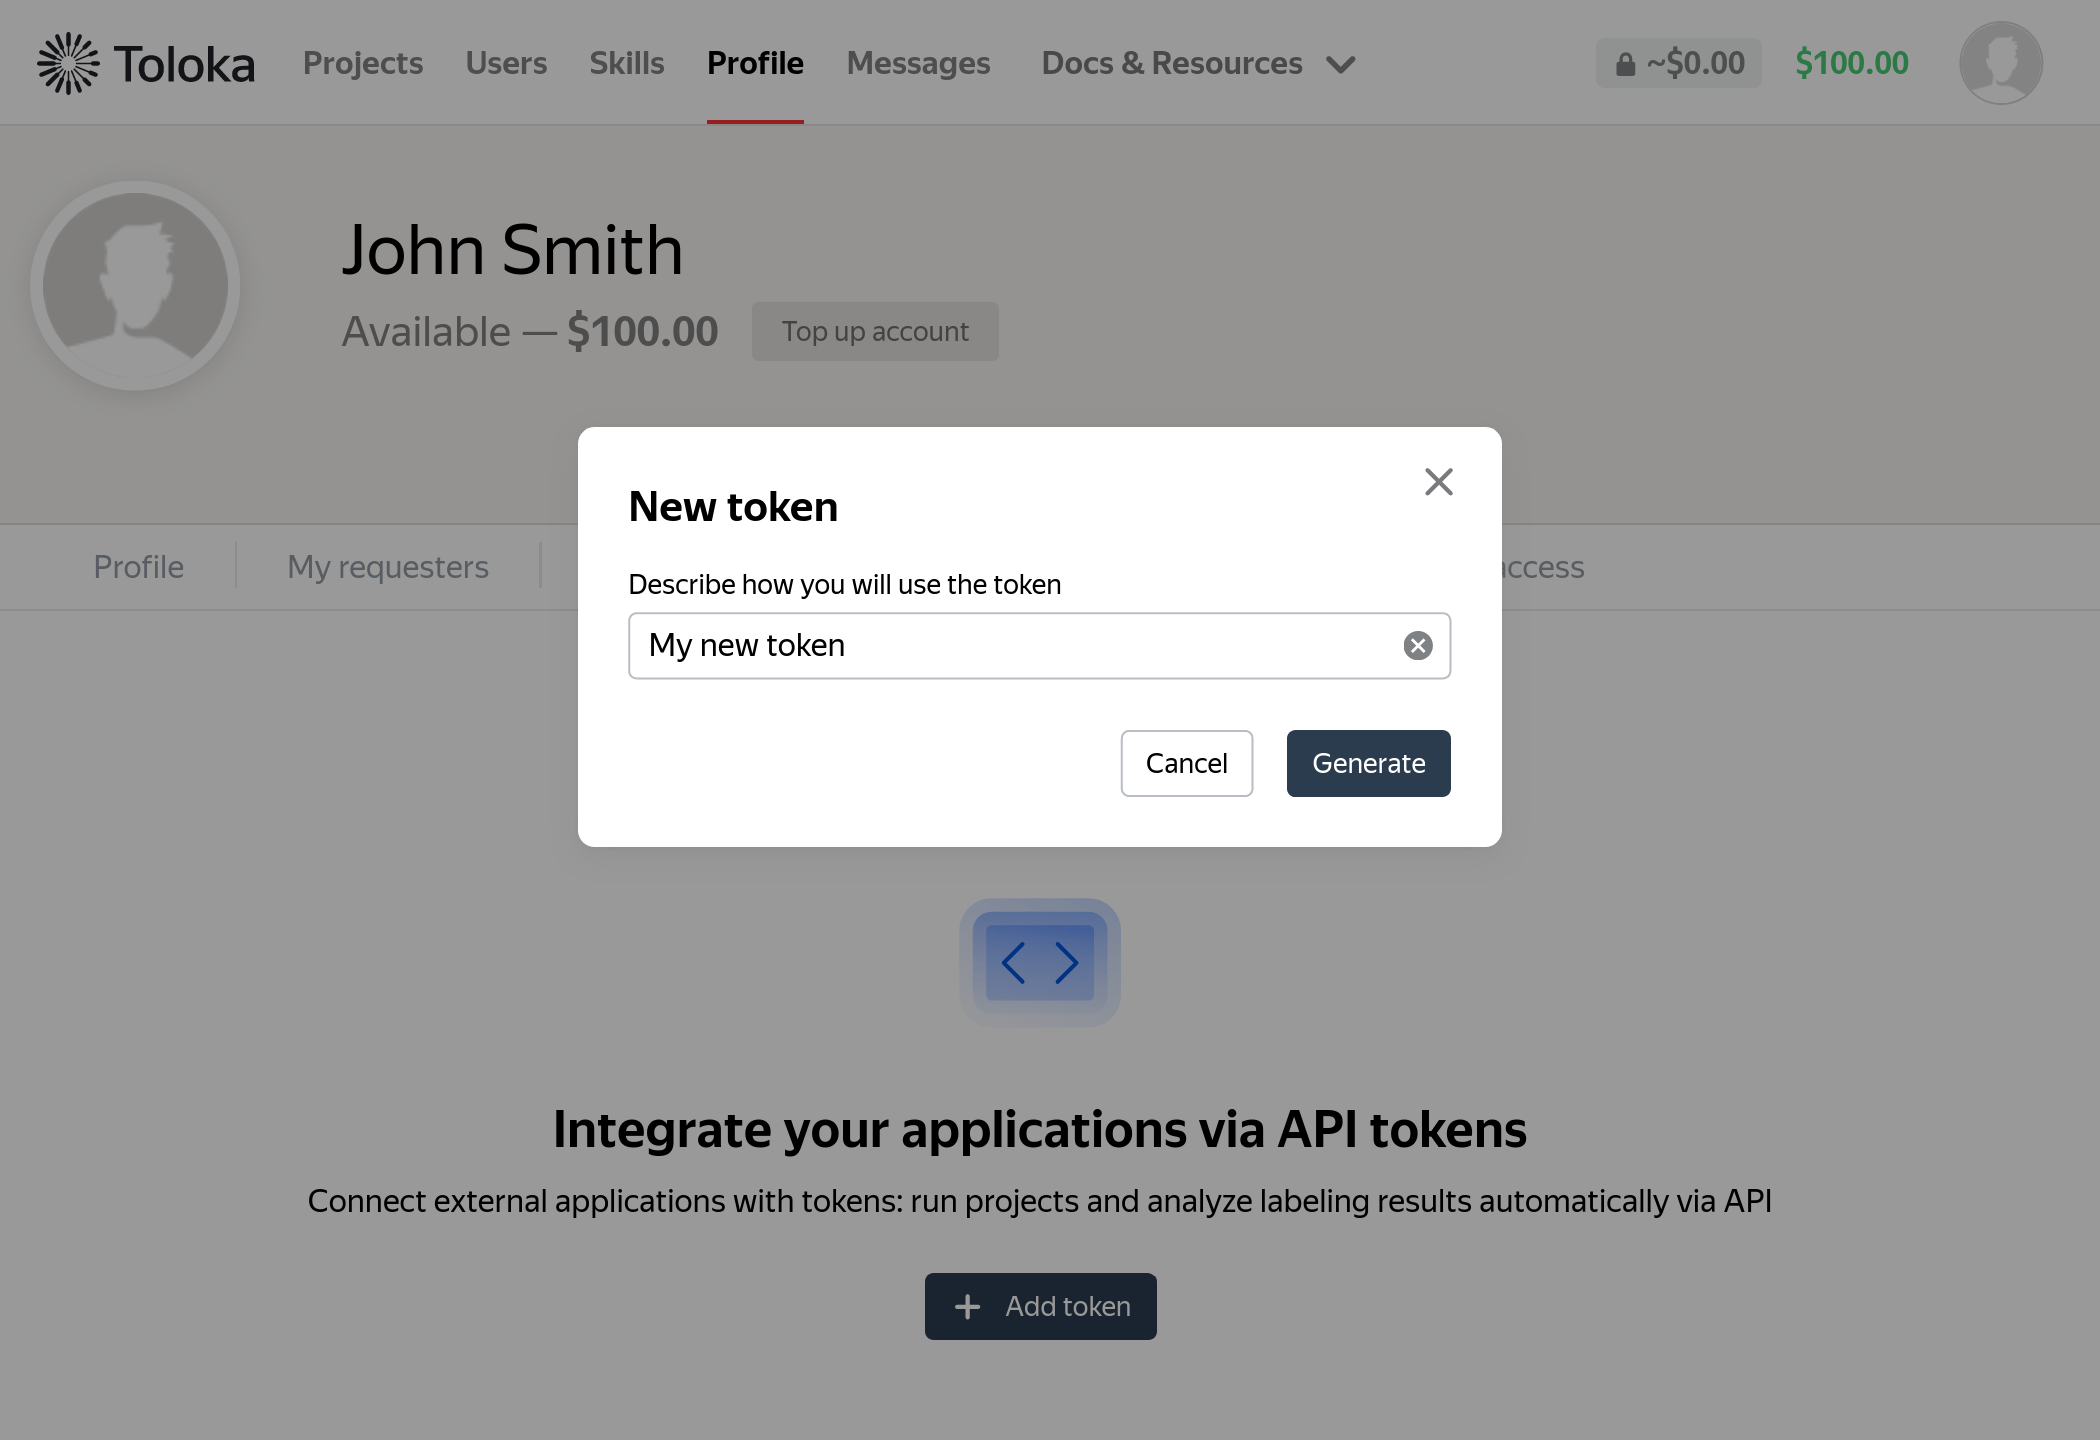 Toloka Projects Users Skills Profile Messages Docs & Resources ~$0.00 $100.00
John Smith
Available — $100.00 Top up account
New token
Describe how you will use the token
My new token
Cancel Generate
Profile My requesters
Integrate your applications via API tokens
Connect external applications with tokens: run projects and analyze labeling results automatically via API
Add token